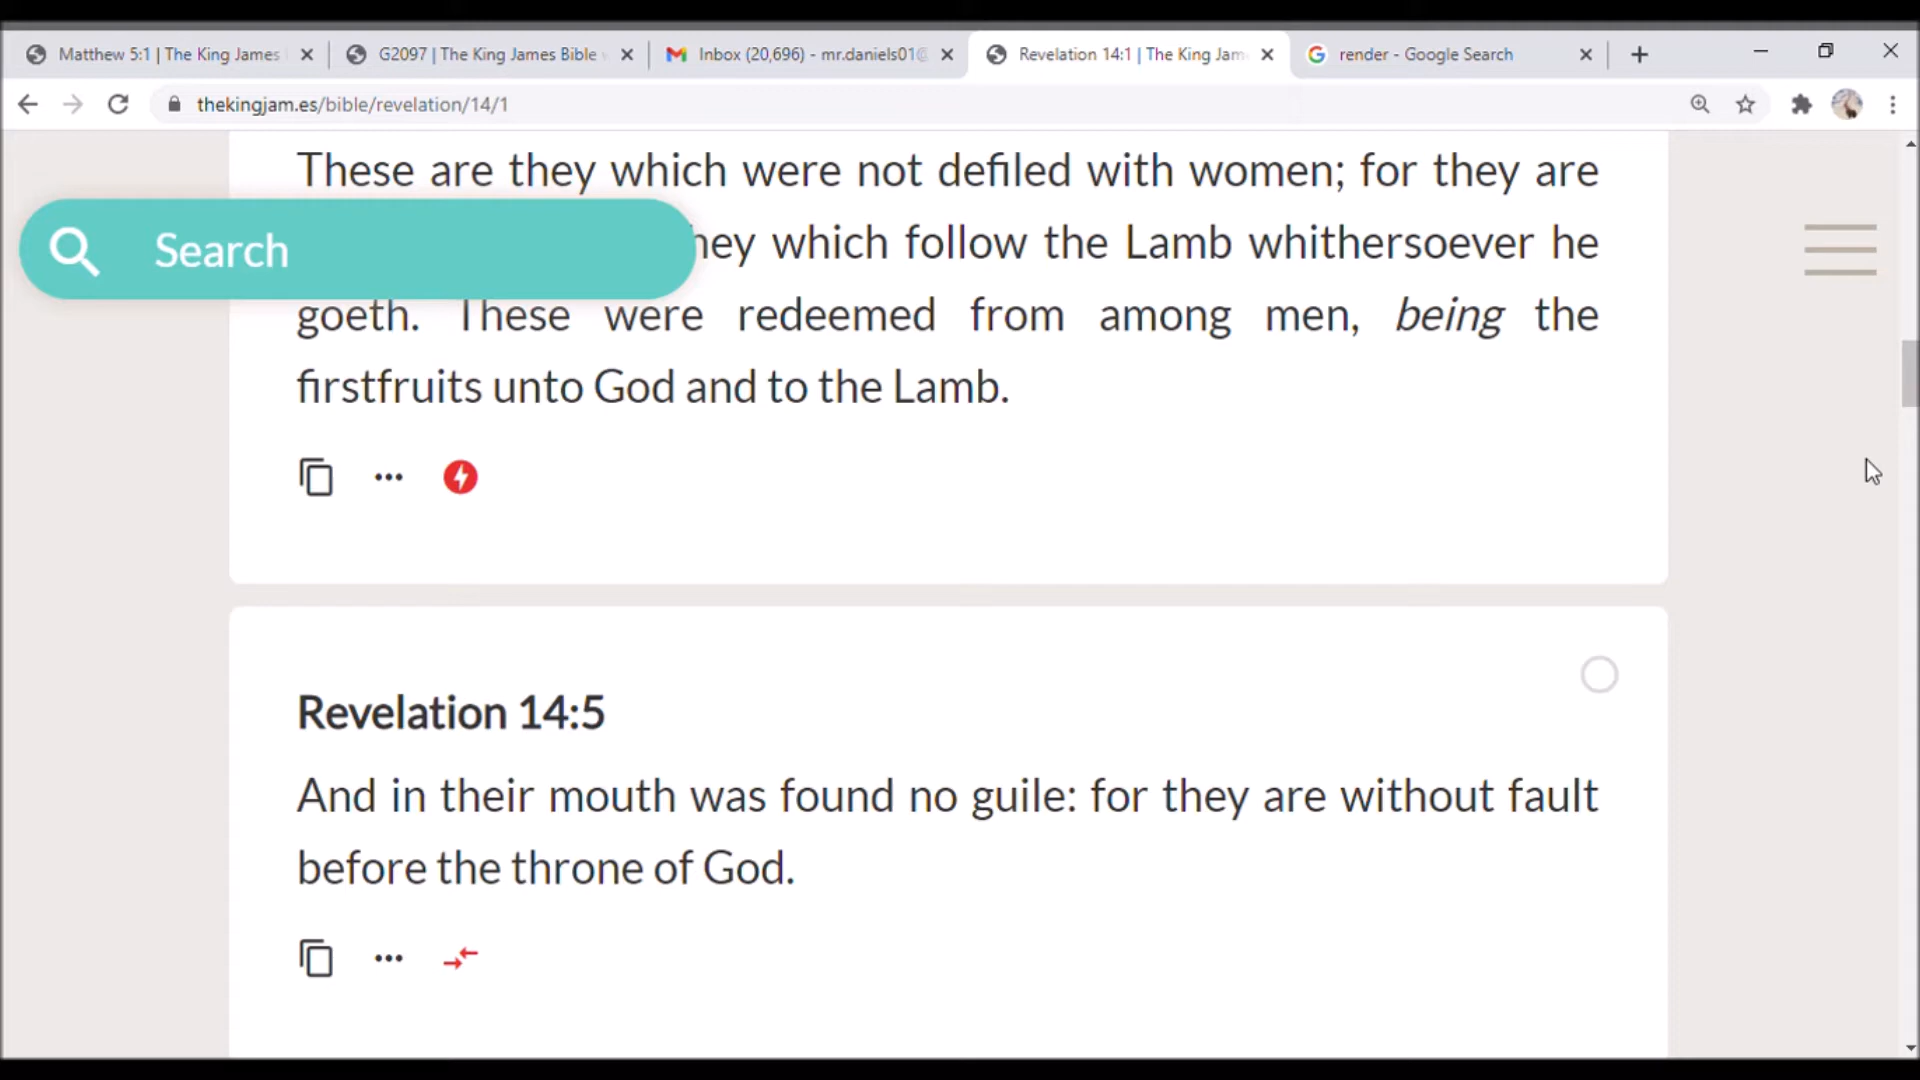 Matthew 5:1 | The King James
G2097 | The King James Bible
Inbox (20,696) - mr.daniels01@
Revelation 14:1 | The King Jam
render - Google Search
thekingjam.es/bible/revelation/14/1
These are they which were not defiled with women; for they are
Search
hey which follow the Lamb whithersoever he
goeth. These were redeemed from among men, being the
firstfruits unto God and to the Lamb.
Revelation 14:5
And in their mouth was found no guile: for they are without fault
before the throne of God.